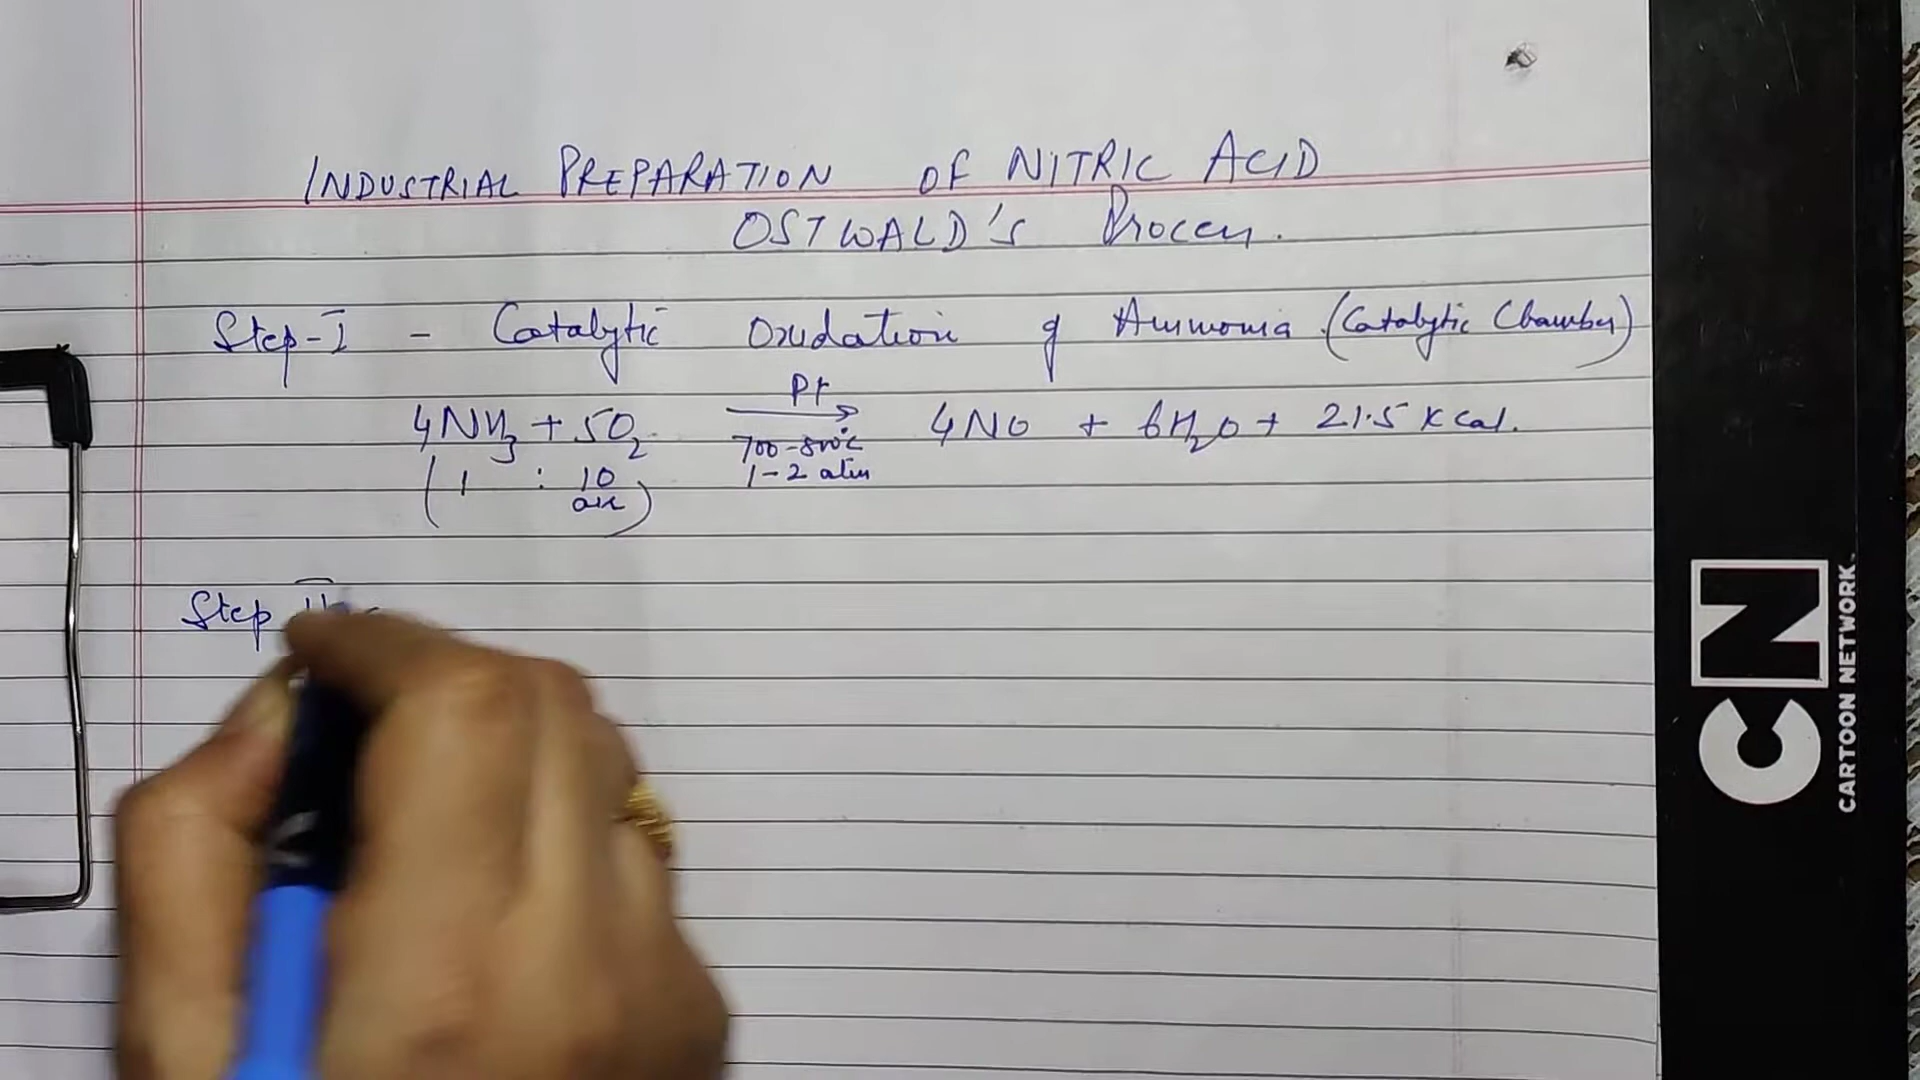 INDUSTRIAL PREPARATION OF NITRIC ACID
OSTWALD'S Process.
Step-I - Catalytic Oxidation of Ammonia (Catalytic Chamber)
Pt
4NH3 + 5O2 → 4NO + 6H2O + 21.5 K cal.
700-800°C
1-2 atm
(1 : 10
air)
Step II
CN
CARTOON NETWORK